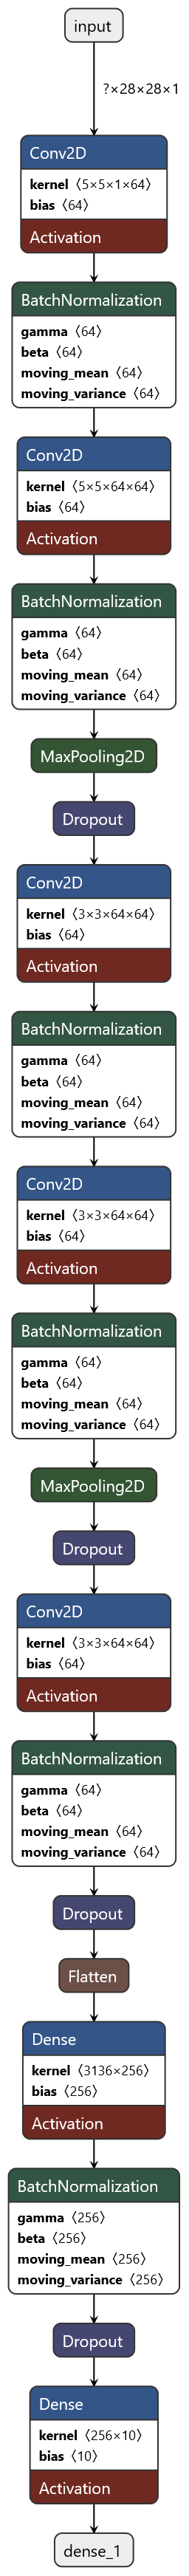 input
?×28×28×1
Conv2D
kernel〈5×5×1×64〉
bias〈64〉
Activation
BatchNormalization
gamma〈64〉
beta〈64〉
moving_mean〈64〉
moving_variance〈64〉
Conv2D
kernel〈5×5×64×64〉
bias〈64〉
Activation
BatchNormalization
gamma〈64〉
beta〈64〉
moving_mean〈64〉
moving_variance〈64〉
MaxPooling2D
Dropout
Conv2D
kernel〈3×3×64×64〉
bias〈64〉
Activation
BatchNormalization
gamma〈64〉
beta〈64〉
moving_mean〈64〉
moving_variance〈64〉
Conv2D
kernel〈3×3×64×64〉
bias〈64〉
Activation
BatchNormalization
gamma〈64〉
beta〈64〉
moving_mean〈64〉
moving_variance〈64〉
MaxPooling2D
Dropout
Conv2D
kernel〈3×3×64×64〉
bias〈64〉
Activation
BatchNormalization
gamma〈64〉
beta〈64〉
moving_mean〈64〉
moving_variance〈64〉
Dropout
Flatten
Dense
kernel〈3136×256〉
bias〈256〉
Activation
BatchNormalization
gamma〈256〉
beta〈256〉
moving_mean〈256〉
moving_variance〈256〉
Dropout
Dense
kernel〈256×10〉
bias〈10〉
Activation
dense_1